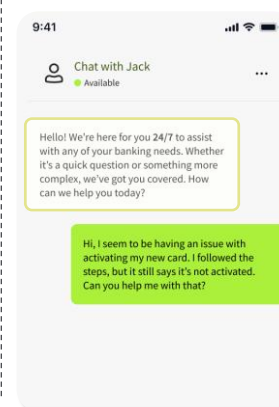 9:41
Chat with Jack
Available
Hello! We're here for you 24/7 to assist
with any of your banking needs. Whether
it's a quick question or something more
complex, we've got you covered. How
can we help you today?
Hi, I seem to be having an issue with
activating my new card. I followed the
steps, but it still says it's not activated.
Can you help me with that?